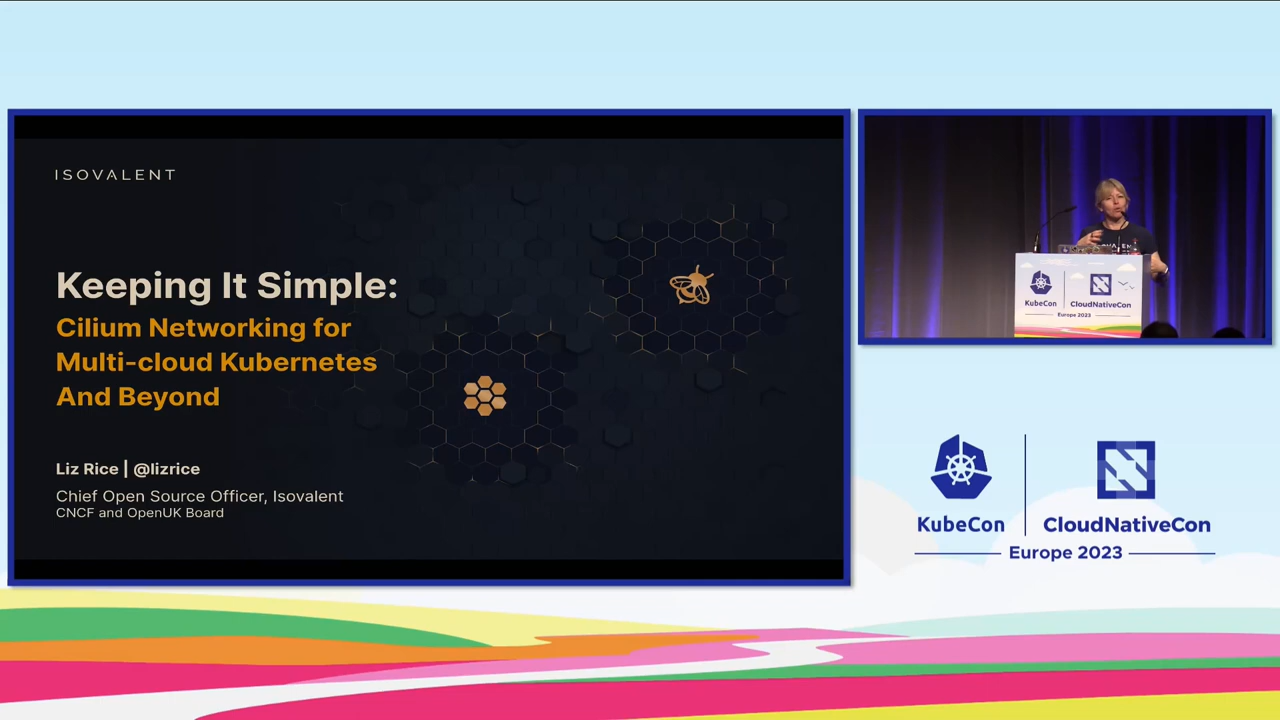 ISOVALENT
Keeping It Simple:
Cilium Networking for
Multi-cloud Kubernetes
And Beyond
Liz Rice | @lizrice
Chief Open Source Officer, Isovalent
CNCF and OpenUK Board
KubeCon
CloudNativeCon
Europe 2023
KubeCon
CloudNativeCon
Europe 2023